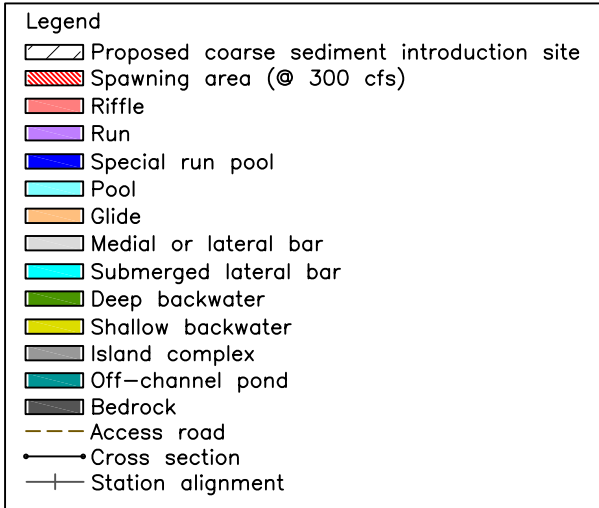 Legend
Proposed coarse sediment introduction site
Spawning area (@ 300 cfs)
Riffle
Run
Special run pool
Pool
Glide
Medial or lateral bar
Submerged lateral bar
Deep backwater
Shallow backwater
Island complex
Off-channel pond
Bedrock
Access road
Cross section
Station alignment